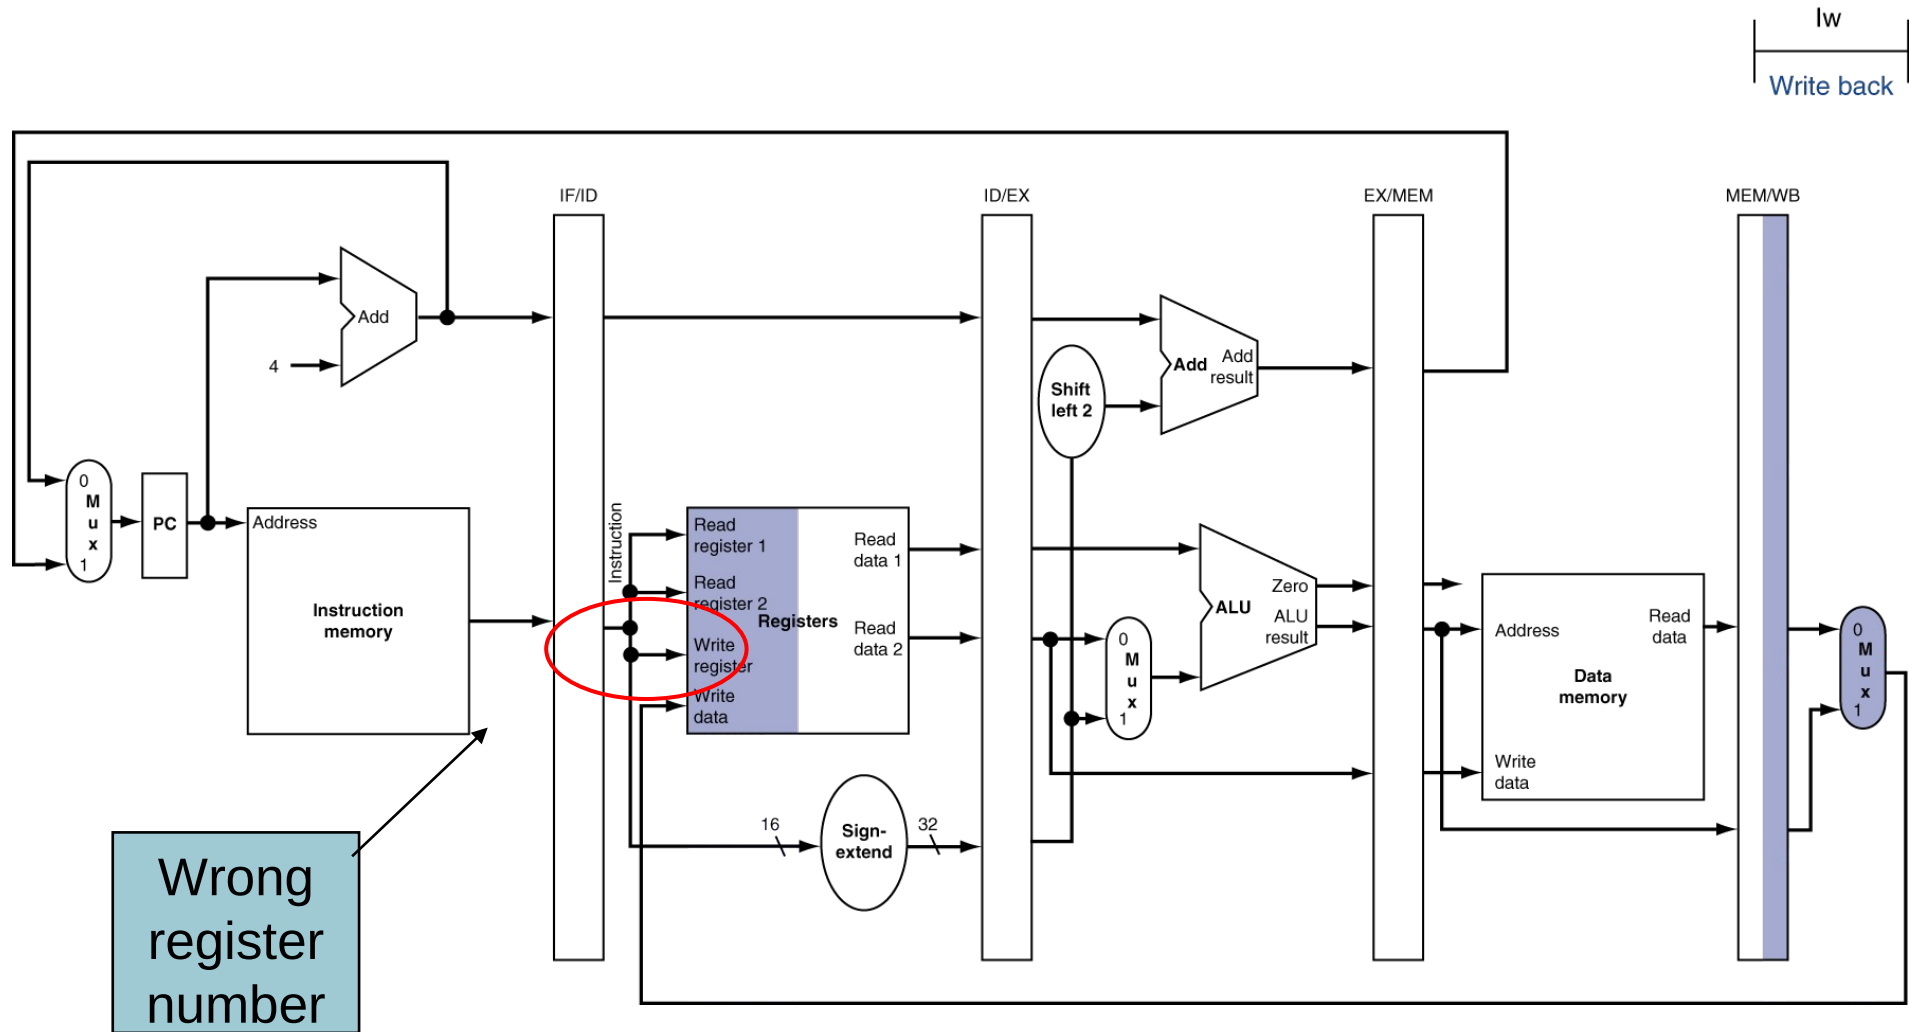 lw
Write back
IF/ID
ID/EX
EX/MEM
MEM/WB
Add
4
Shift
left 2
Add
Add
result
0
M
u
x
1
PC
Address
Instruction
memory
Instruction
Read
register 1
Read
register 2
Write
register
Write
data
Registers
Read
data 1
Read
data 2
16
Sign-
extend
32
0
M
u
x
1
ALU
Zero
ALU
result
Address
Read
data
Data
memory
Write
data
0
M
u
x
1
Wrong
register
number